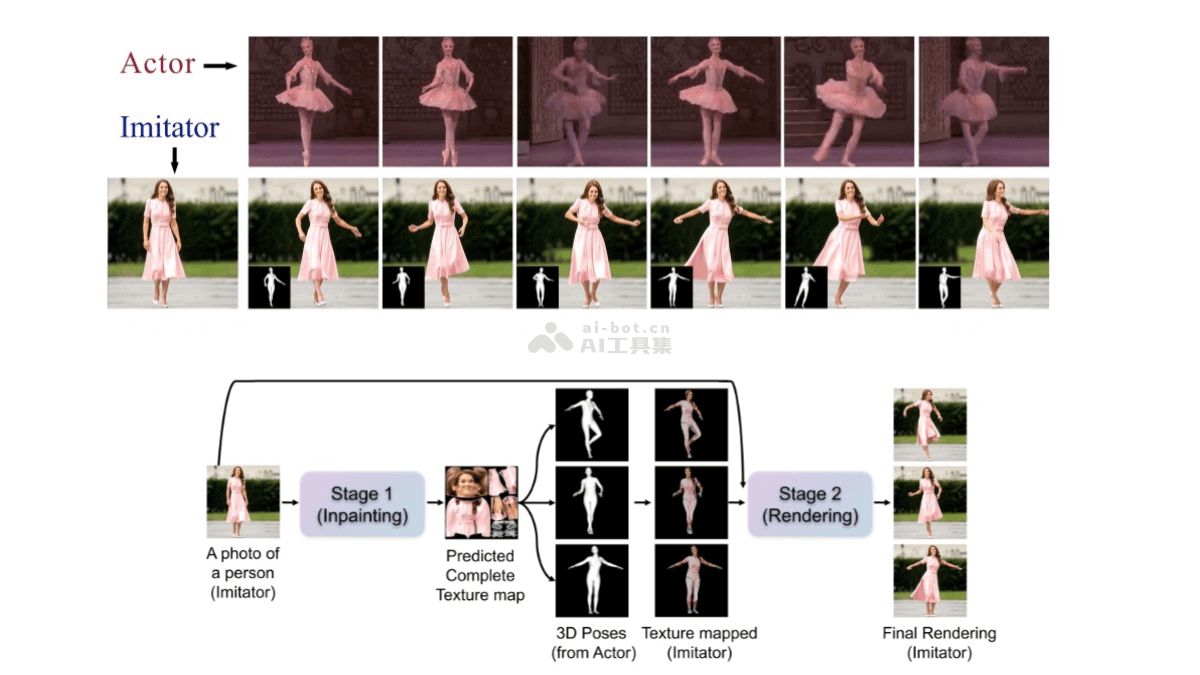 Actor
Imitator
ai-bot.cn
AI工具集
Stage 1
(Inpainting)
Stage 2
(Rendering)
A photo of
a person
(Imitator)
Predicted
Complete
Texture map
3D Poses
(from Actor)
Texture mapped
(Imitator)
Final Rendering
(Imitator)